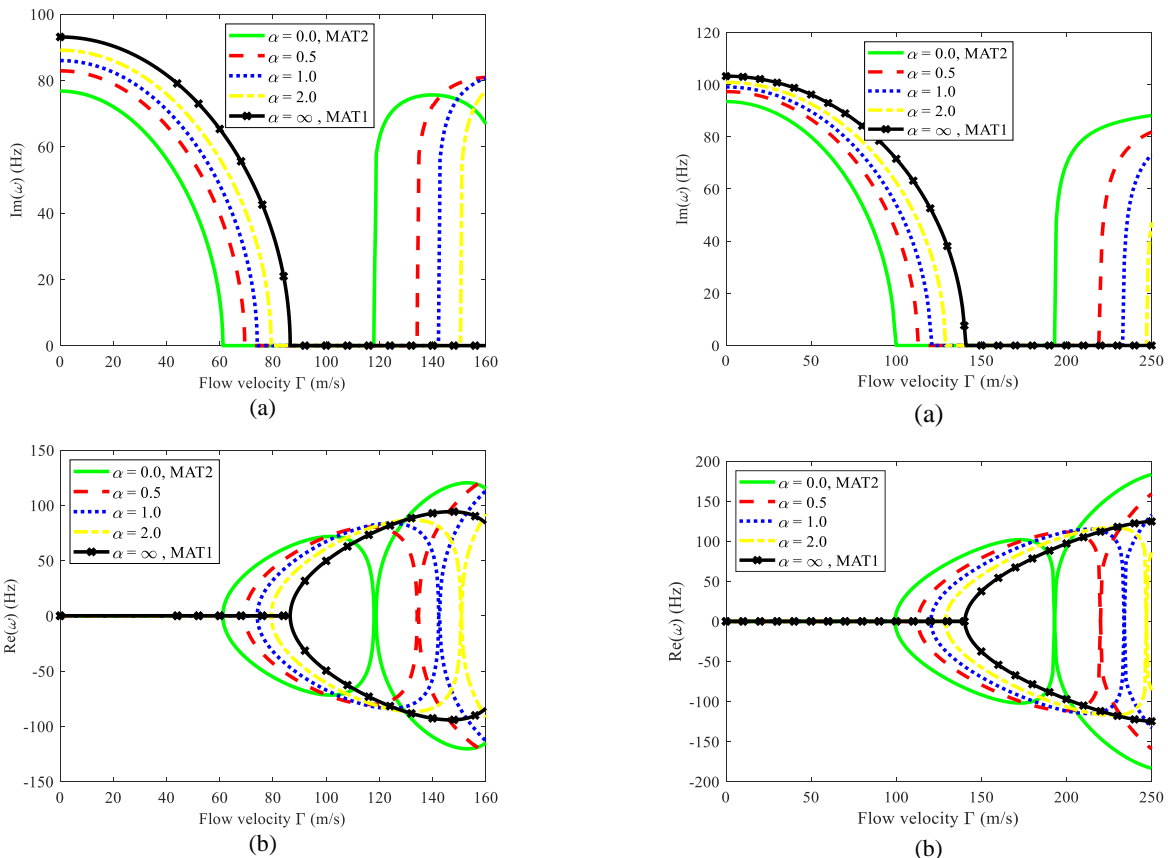 100
80
60
40
20
0
Im(ω) (Hz)
α = 0.0, MAT2
α = 0.5
α = 1.0
α = 2.0
α = ∞ , MAT1
0 20 40 60 80 100 120 140 160
Flow velocity Γ (m/s)
(a)
120
100
80
60
40
20
0
Im(ω) (Hz)
α = 0.0, MAT2
α = 0.5
α = 1.0
α = 2.0
α = ∞ , MAT1
0 50 100 150 200 250
Flow velocity Γ (m/s)
(a)
150
100
50
0
-50
-100
-150
Re(ω) (Hz)
α = 0.0, MAT2
α = 0.5
α = 1.0
α = 2.0
α = ∞ , MAT1
0 20 40 60 80 100 120 140 160
Flow velocity Γ (m/s)
(b)
200
150
100
50
0
-50
-100
-150
-200
Re(ω) (Hz)
α = 0.0, MAT2
α = 0.5
α = 1.0
α = 2.0
α = ∞ , MAT1
0 50 100 150 200 250
Flow velocity Γ (m/s)
(b)